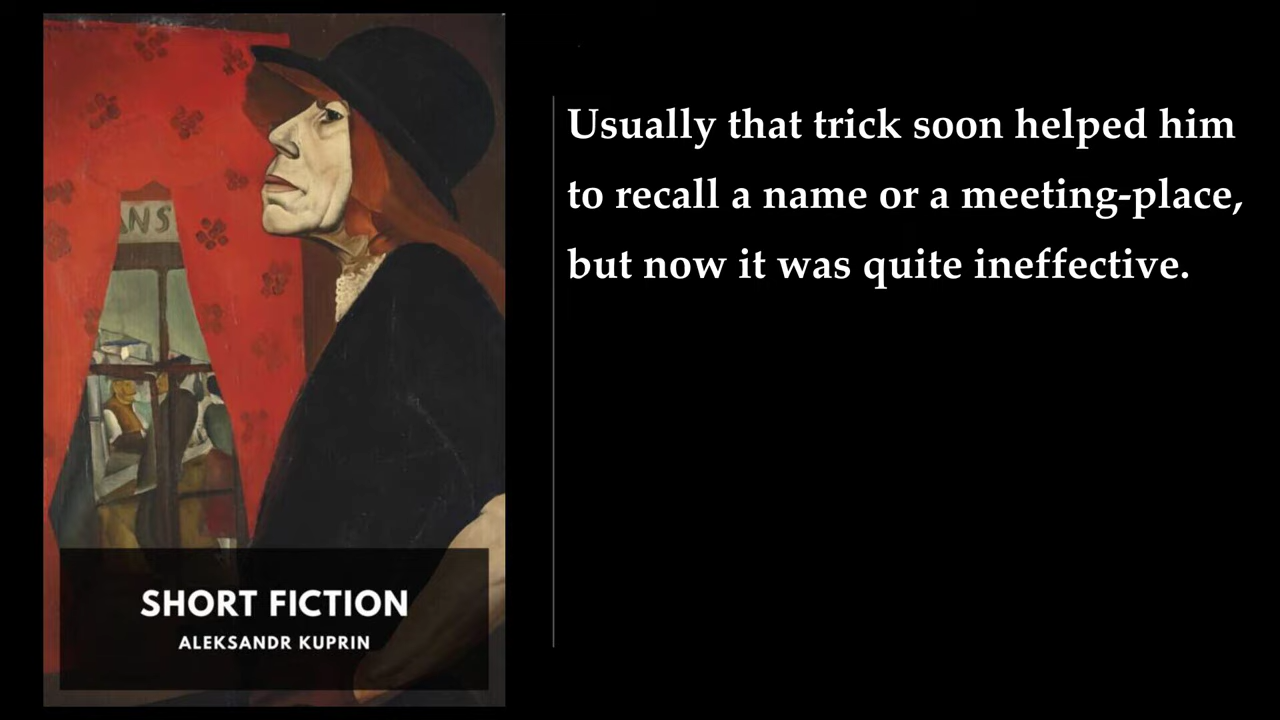 ANS
SHORT FICTION
ALEKSANDR KUPRIN
Usually that trick soon helped him
to recall a name or a meeting-place,
but now it was quite ineffective.